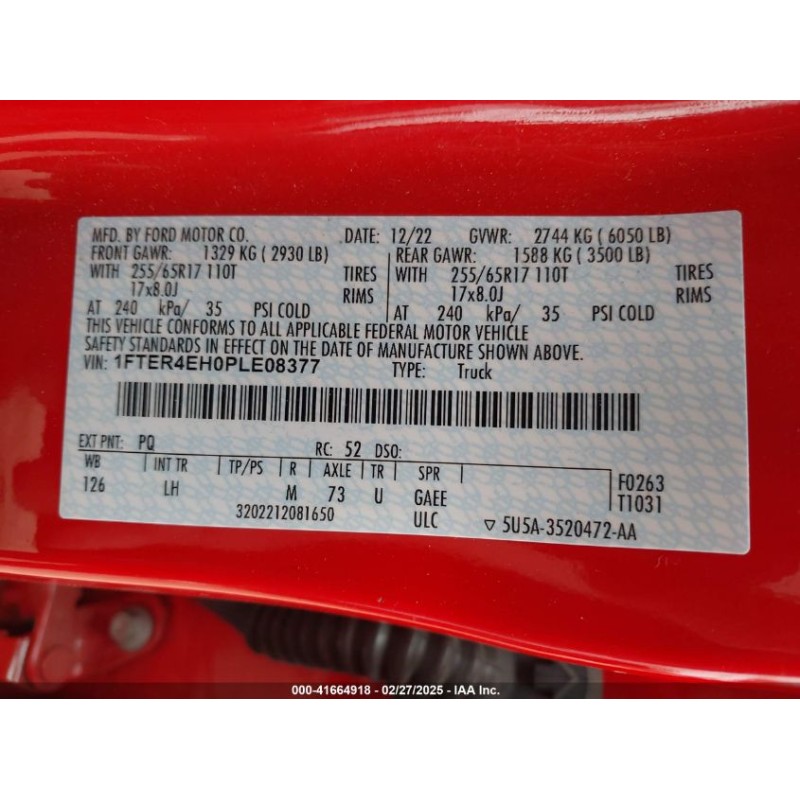 MFD. BY FORD MOTOR CO. DATE: 12/22 GVWR: 2744 KG ( 6050 LB)
FRONT GAWR: 1329 KG ( 2930 LB) REAR GAWR: 1588 KG ( 3500 LB)
WITH 255/65R17 110T TIRES WITH 255/65R17 110T TIRES
17x8.0J RIMS 17x8.0J RIMS
AT 240 kPa/ 35 PSI COLD AT 240 kPa/ 35 PSI COLD
THIS VEHICLE CONFORMS TO ALL APPLICABLE FEDERAL MOTOR VEHICLE
SAFETY STANDARDS IN EFFECT ON THE DATE OF MANUFACTURE SHOWN ABOVE.
VIN: 1FTER4EH0PLE08377 TYPE: Truck
EXT PNT: PQ RC: 52 DSO:
WB INT TR TP/PS R AXLE TR SPR F0263
126 LH M 73 U GAEE T1031
3202212081650 ULC ▽ 5U5A-3520472-AA
000-41664918 - 02/27/2025 - IAA Inc.